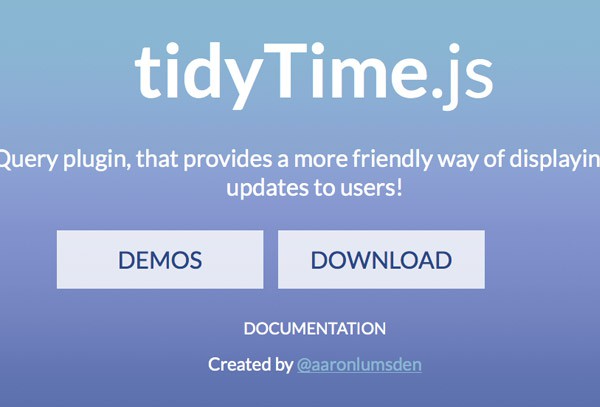 tidyTime.js
Query plugin, that provides a more friendly way of displayin
updates to users!
DEMOS
DOWNLOAD
DOCUMENTATION
Created by @aaronlumsden